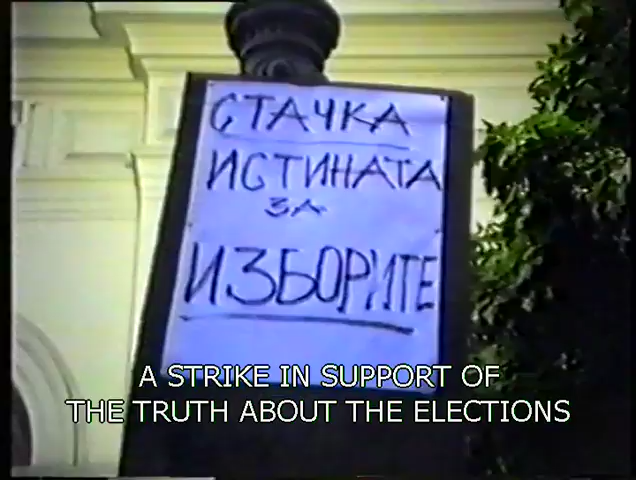 СТАЧКА
ИСТИНАТА
ЗА
ИЗБОРИТЕ
A STRIKE IN SUPPORT OF
THE TRUTH ABOUT THE ELECTIONS